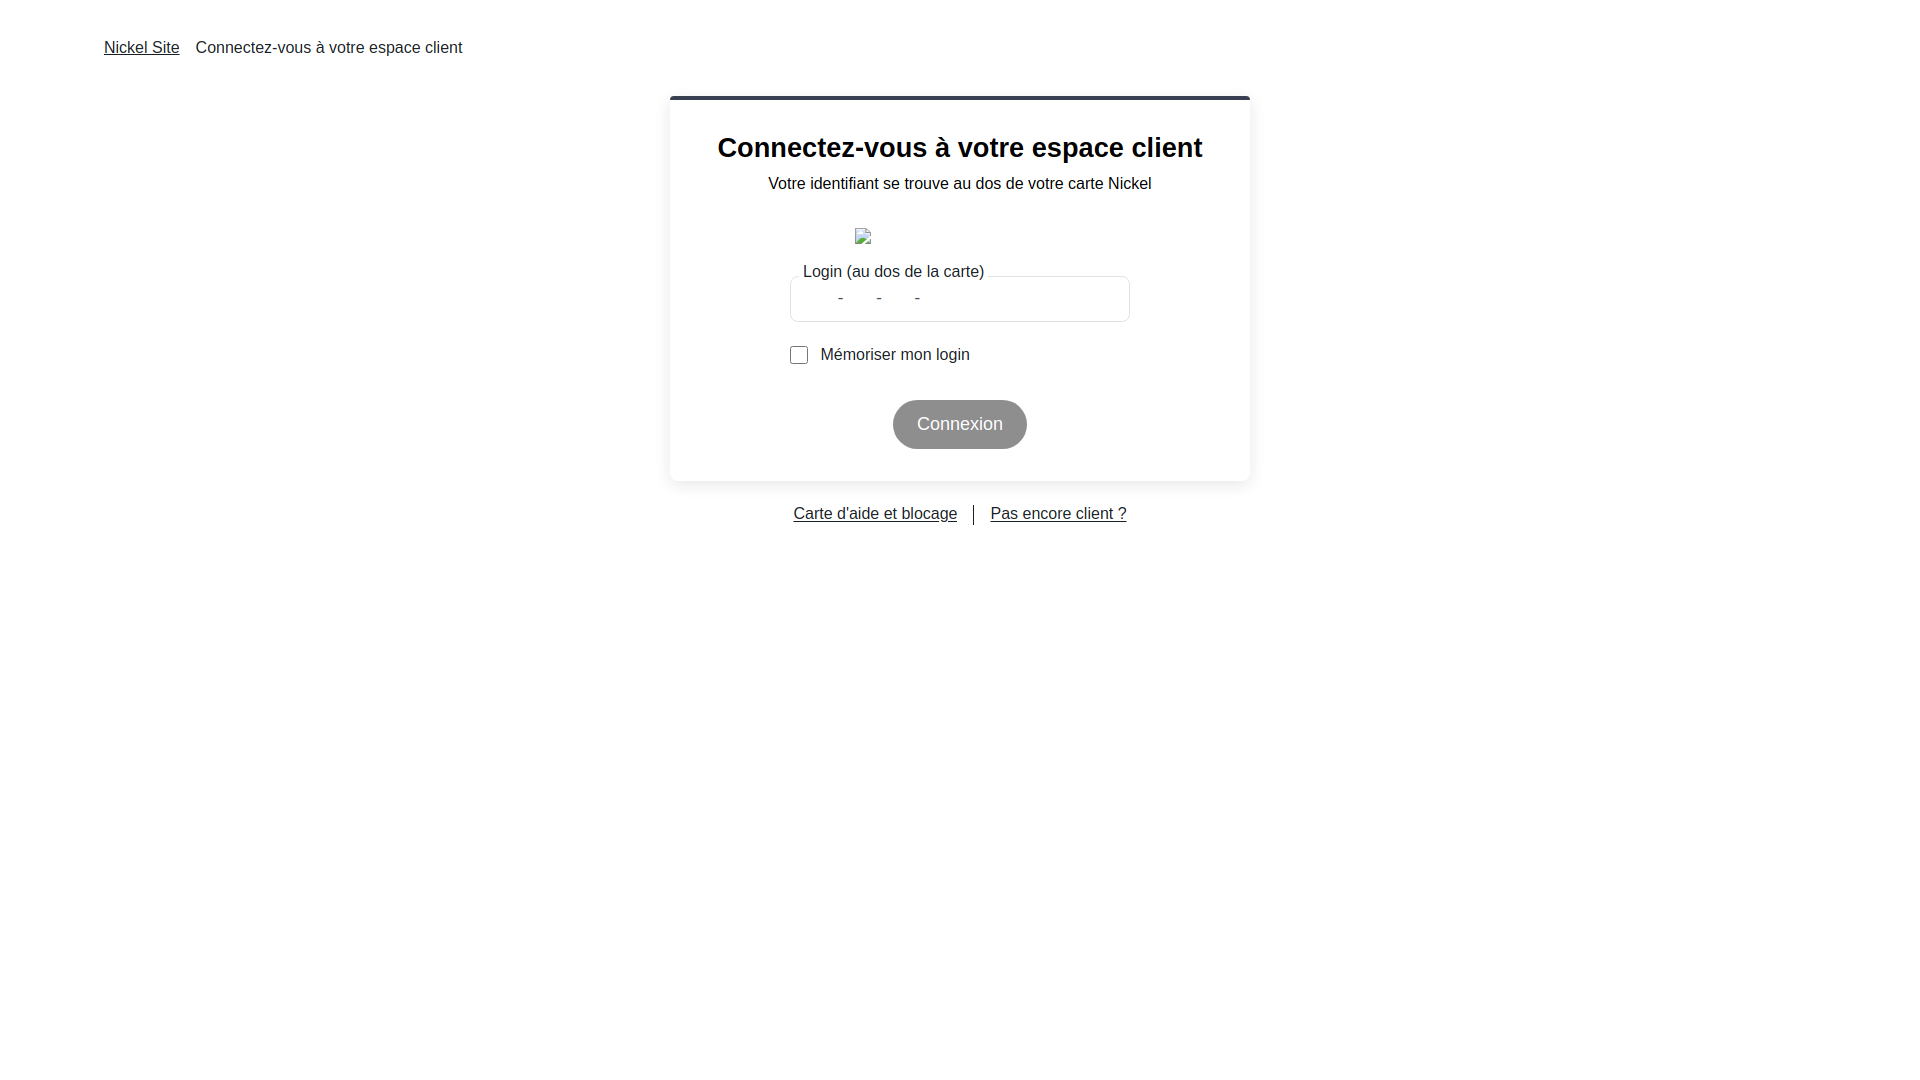 Nickel Site Connectez-vous à votre espace client
Connectez-vous à votre espace client
Votre identifiant se trouve au dos de votre carte Nickel
Login (au dos de la carte)
- - -
Mémoriser mon login
Connexion
Carte d'aide et blocage
Pas encore client ?